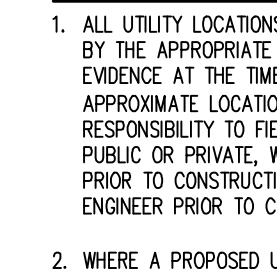 1. ALL UTILITY LOCATIONS
BY THE APPROPRIATE
EVIDENCE AT THE TIME
APPROXIMATE LOCATIO
RESPONSIBILITY TO FIE
PUBLIC OR PRIVATE, W
PRIOR TO CONSTRUCTI
ENGINEER PRIOR TO C
2. WHERE A PROPOSED U